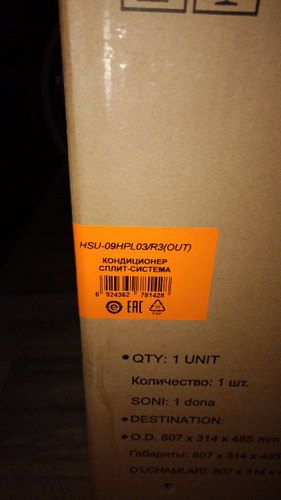 HSU-09HPL03/R3(OUT)
КОНДИЦИОНЕР
СПЛИТ-СИСТЕМА
6 924362 781428
EAC
• QTY: 1 UNIT
Количество: 1 шт.
SONI: 1 dona
• DESTINATION:
• O.D. 807 x 314 x 485 mm
Габариты: 807 x 314 x 485
O'LCHAMLARI: 807 x 314 x